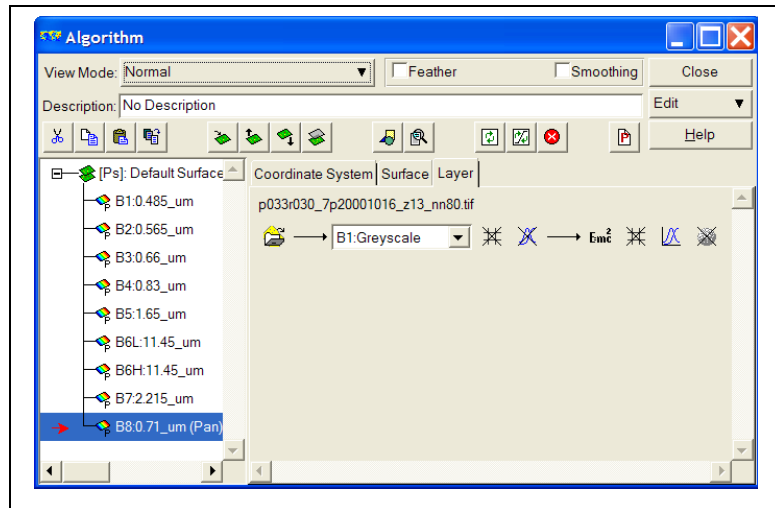 Algorithm
View Mode: Normal Feather Smoothing Close
Description: No Description Edit
Help
[Ps]: Default Surface Coordinate System Surface Layer
B1:0.485_um
p033r030_7p20001016_z13_nn80.tif
B2:0.565_um
B1:Greyscale Emc²
B3:0.66_um
B4:0.83_um
B5:1.65_um
B6L:11.45_um
B6H:11.45_um
B7:2.215_um
B8:0.71_um (Pan)